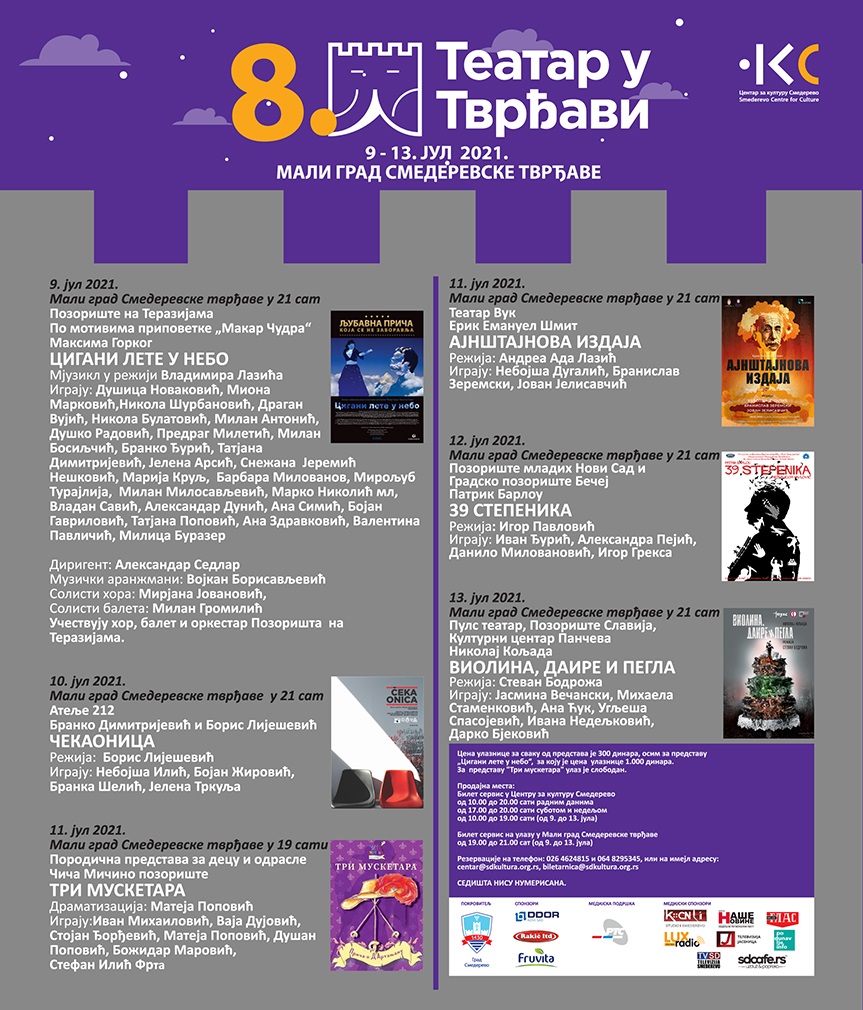 8. Театар у
Тврђави
•КС
Центар за културу Смедерево
Smederevo Centre for Culture
9 - 13. ЈУЛ 2021.
МАЛИ ГРАД СМЕДЕРЕВСКЕ ТВРЂАВЕ
9. јул 2021.
Мали град Смедеревске тврђаве у 21 сат
Позориште на Теразијама
По мотивима приповетке „Макар Чудра“
Максима Горког
ЦИГАНИ ЛЕТЕ У НЕБО
Мјузикл у режији Владимира Лазића
Играју: Душица Новаковић, Миона
Марковић,Никола Шурбановић, Драган
Вујић, Никола Булатовић, Милан Антонић,
Душко Радовић, Предраг Милетић, Милан
Босиљчић, Бранко Ђурић, Татјана
Димитријевић, Јелена Арсић, Снежана Јеремић
Нешковић, Марија Круљ, Барбара Милованов, Мирољуб
Турајлија, Милан Милосављевић, Марко Николић мл,
Владан Савић, Александар Дунић, Ана Симић, Бојан
Гавриловић, Татјана Поповић, Ана Здравковић, Валентина
Павличић, Милица Буразер
Диригент: Александар Седлар
Музички аранжмани: Војкан Борисављевић
Солисти хора: Мирјана Јовановић,
Солисти балета: Милан Громилић
Учествују хор, балет и оркестар Позоришта на
Теразијама.
ЉУБАВНА ПРИЧА
КОЈА СЕ НЕ ЗАБОРАВЉА
Цигани лете у небо
10. јул 2021.
Мали град Смедеревске тврђаве у 21 сат
Атеље 212
Бранко Димитријевић и Борис Лијешевић
ЧЕКАОНИЦА
Режија: Борис Лијешевић
Играју: Небојша Илић, Бојан Жировић,
Бранка Шелић, Јелена Тркуља
ČEKA
ONICA
11. јул 2021.
Мали град Смедеревске тврђаве у 19 сати
Породична представа за децу и одрасле
Чича Мичино позориште
ТРИ МУСКЕТАРА
Драматизација: Матеја Поповић
Играју:Иван Михаиловић, Ваја Дујовић,
Стојан Ђорђевић, Матеја Поповић, Душан
Поповић, Божидар Маровић,
Стефан Илић Фрта
ТРИ МУСКЕТАРА
Прича о Д'Артањану
11. јул 2021.
Мали град Смедеревске тврђаве у 21 сат
Театар Вук
Ерик Емануел Шмит
АЈНШТАЈНОВА ИЗДАЈА
Режија: Андреа Ада Лазић
Играју: Небојша Дугалић, Бранислав
Зеремски, Јован Јелисавчић
АЈНШТАЈНОВА
ИЗДАЈА
12. јул 2021.
Мали град Смедеревске тврђаве у 21 сат
Позориште младих Нови Сад и
Градско позориште Бечеј
Патрик Барлоу
39 СТЕПЕНИКА
Режија: Игор Павловић
Играју: Иван Ђурић, Александра Пејић,
Данило Миловановић, Игор Грекса
39 STEPENIKA
13. јул 2021.
Мали град Смедеревске тврђаве у 21 сат
Пулс театар, Позориште Славија,
Културни центар Панчева
Николај Кољада
ВИОЛИНА, ДАИРЕ И ПЕГЛА
Режија: Стеван Бодрожа
Играју: Јасмина Вечански, Михаела
Стаменковић, Ана Ћук, Угљеша
Спасојевић, Ивана Недељковић,
Дарко Бјековић
ВИОЛИНА,
ДАИРЕ И ПЕГЛА
Цена улазнице за сваку од представа је 300 динара, осим за представу
„Цигани лете у небо“, за коју је цена улазнице 1.000 динара.
За представу "Три мускетара" улаз је слободан.
Продајна места:
Билет сервис у Центру за културу Смедерево
од 10.00 до 20.00 сати радним данима
од 17.00 до 20.00 сати суботом и недељом
од 10.00 до 19.00 сати (од 9. до 13. јула)
Билет сервис на улазу у Мали град Смедеревске тврђаве
од 19.00 до 21.00 сат (од 9. до 13. јула)
Резервације на телефон: 026 4624815 и 064 8295345, или на имејл адресу:
centar@sdkultura.org.rs, biletarnica@sdkultura.org.rs
СЕДИШТА НИСУ НУМЕРИСАНА.
ПОКРОВИТЕЉ
СПОНЗОРИ
МЕДИЈСКА ПОДРШКА
МЕДИЈСКИ СПОНЗОРИ
1430
Град
Смедерево
DDOR
Rakić ltd
Fruvita
РТС
НАШЕ
НОВИНЕ
ГЛАС
LUX
radio
ТЕЛЕВИЗИЈА
ЈАСЕНИЦА
po
dunav
lje.
info
TVSD
ТЕЛЕВИЗИЈА
СМЕДЕРЕВО
sdcafe.rs